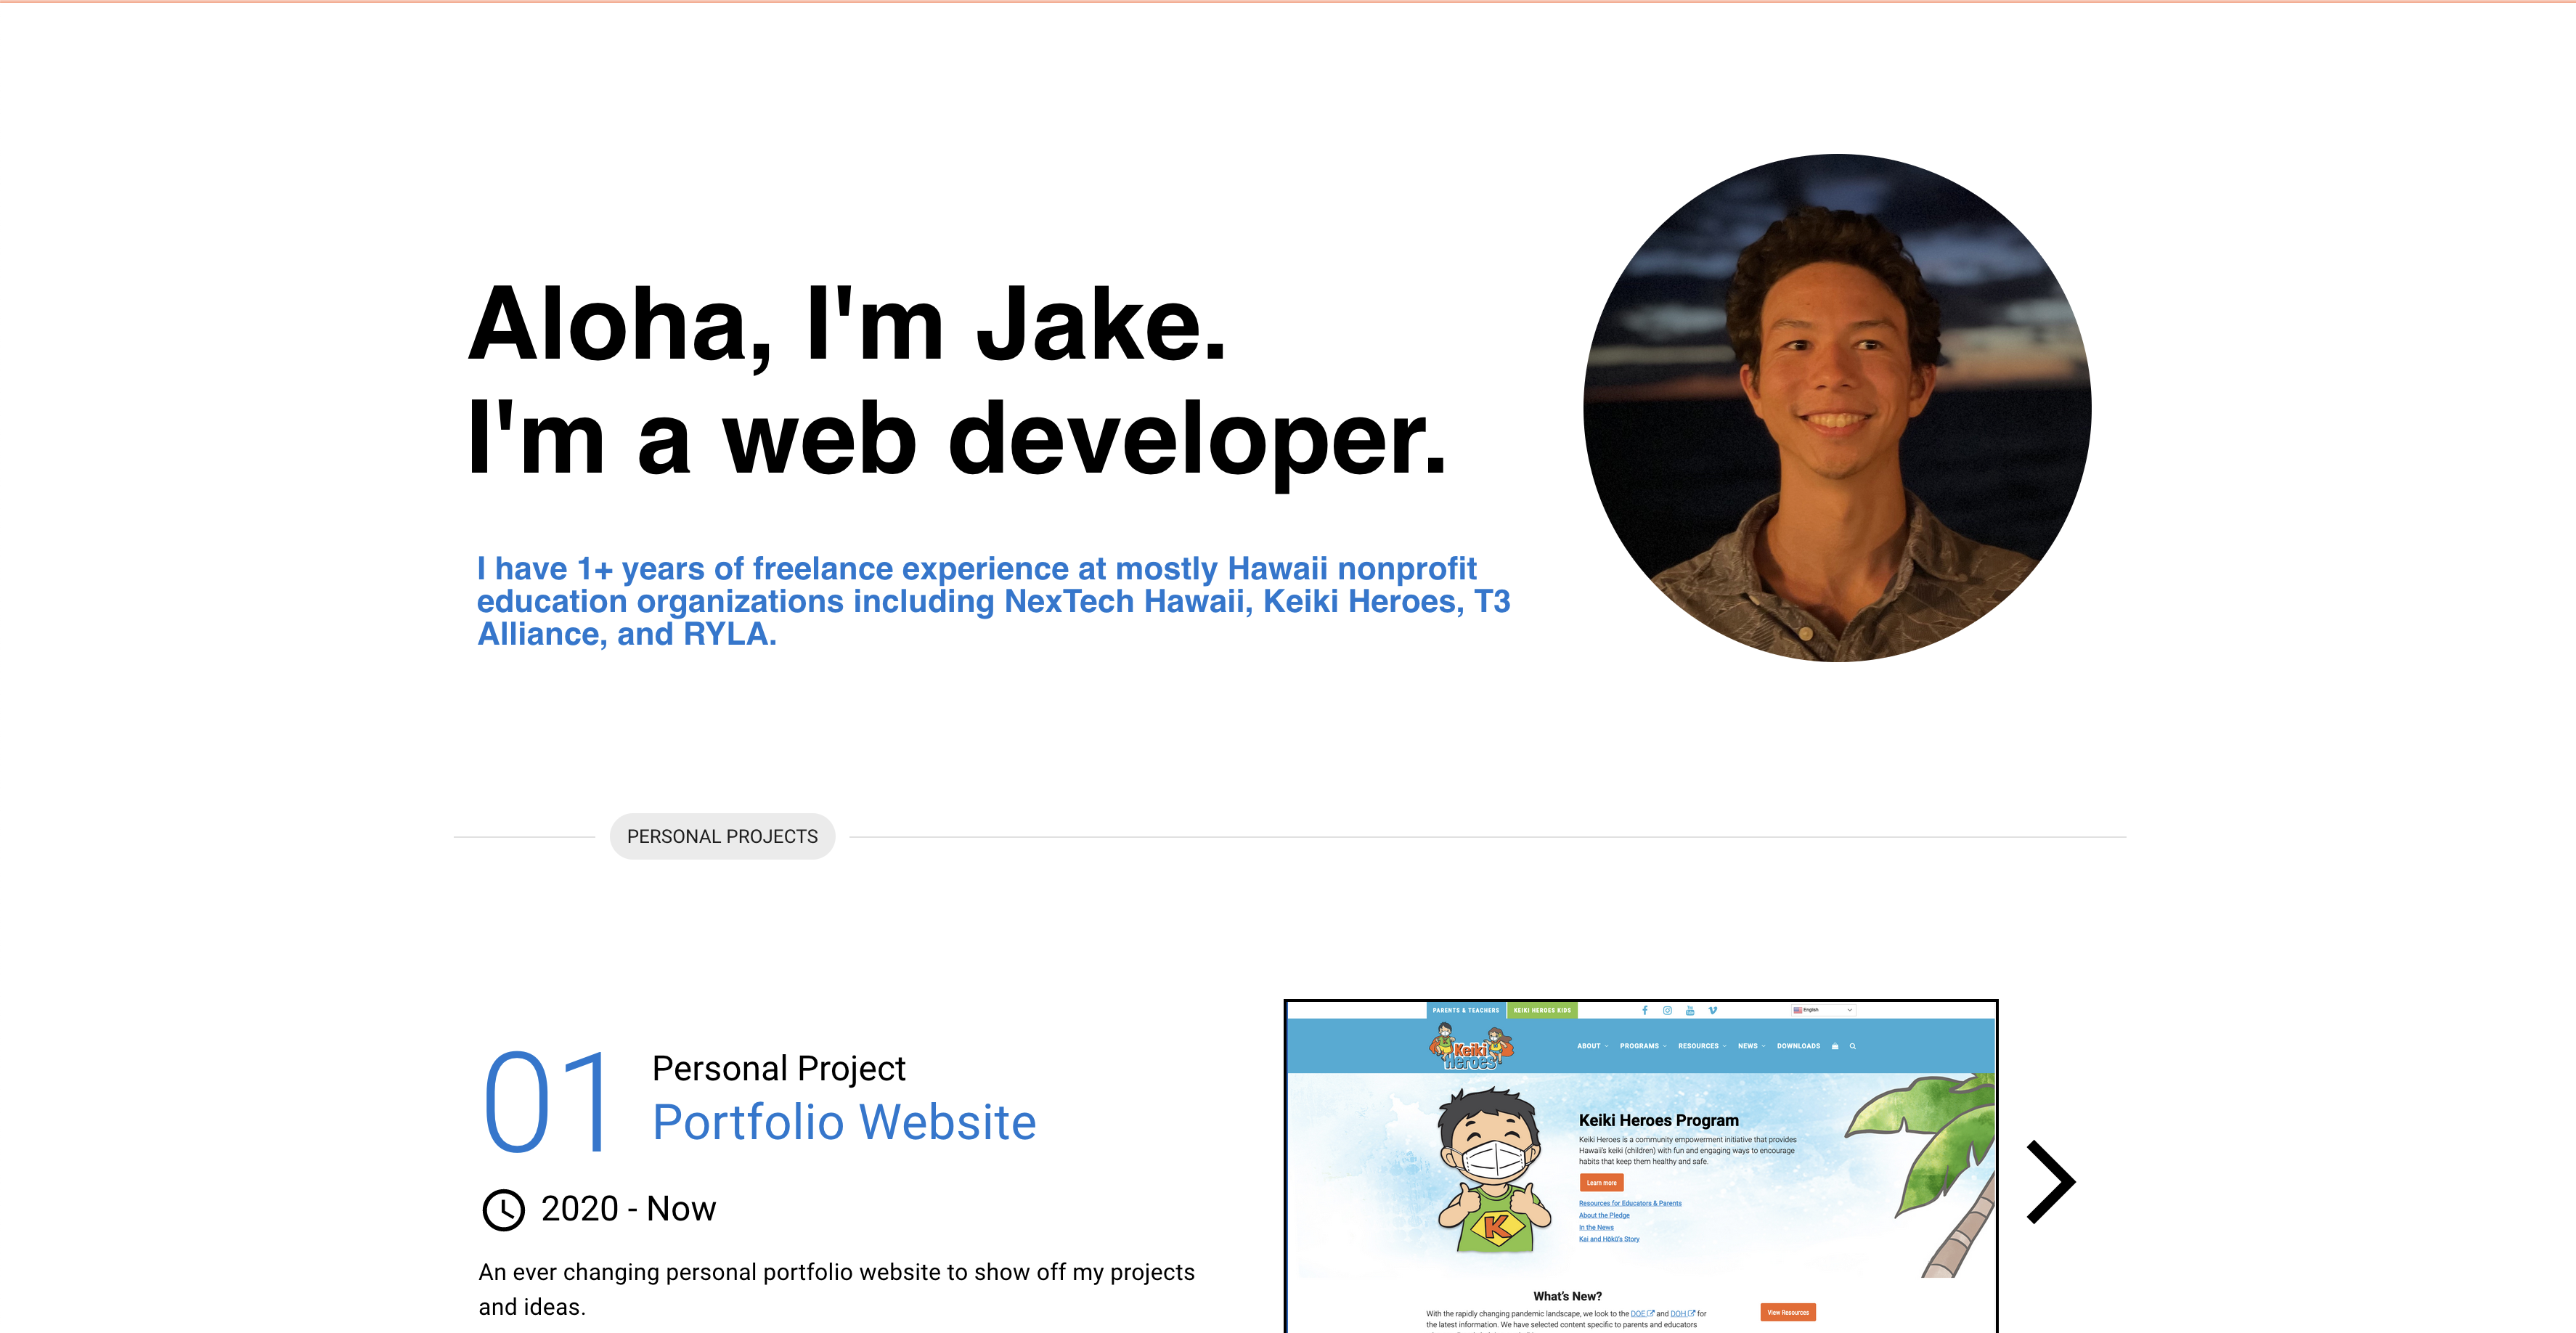 Aloha, I'm Jake.
I'm a web developer.
I have 1+ years of freelance experience at mostly Hawaii nonprofit
education organizations including NexTech Hawaii, Keiki Heroes, T3
Alliance, and RYLA.
PERSONAL PROJECTS
01
Personal Project
Portfolio Website
2020 - Now
An ever changing personal portfolio website to show off my projects
and ideas.
PARENTS & TEACHERS
KEIKI HEROES KIDS
English
Keiki
Heroes
ABOUT
PROGRAMS
RESOURCES
NEWS
DOWNLOADS
K
Keiki Heroes Program
Keiki Heroes is a community empowerment initiative that provides
Hawaii's keiki (children) with fun and engaging ways to encourage
habits that keep them healthy and safe.
Learn more
Resources for Educators & Parents
About the Pledge
In the News
Kai and Hōkū's Story
What's New?
With the rapidly changing pandemic landscape, we look to the DOE and DOH for
the latest information. We have selected content specific to parents and educators
View Resources